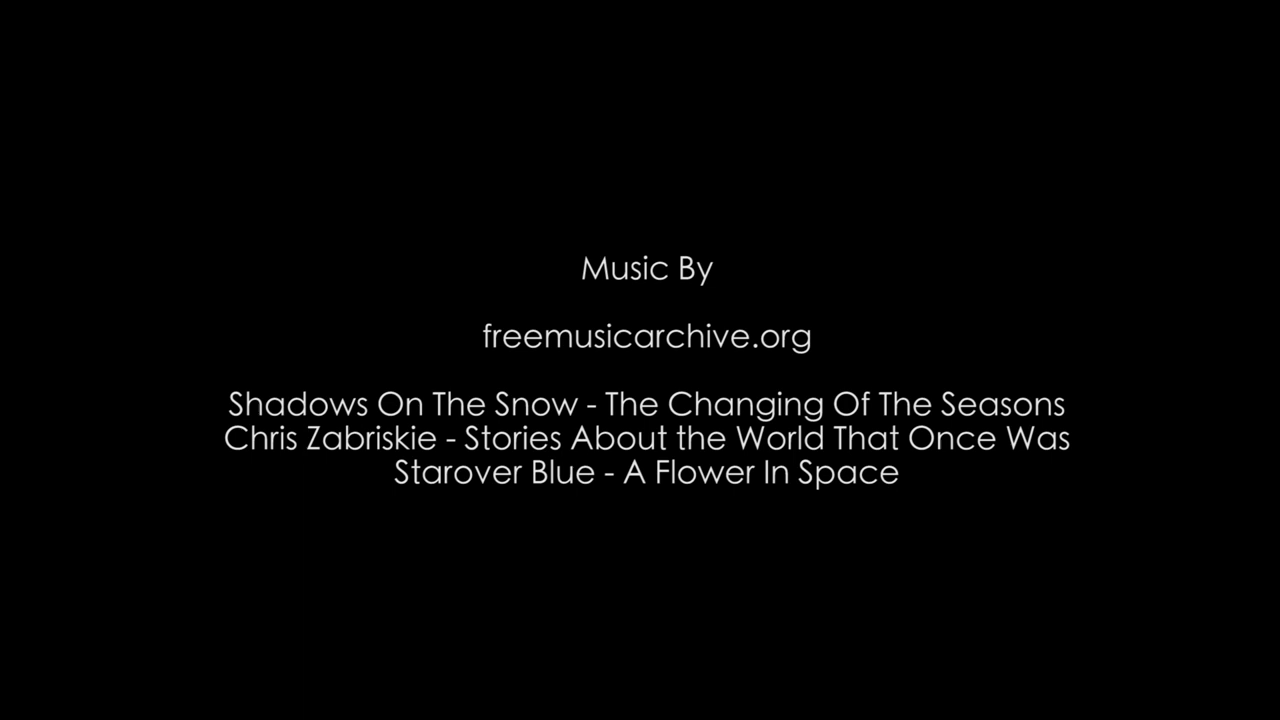 Music By
freemusicarchive.org
Shadows On The Snow - The Changing Of The Seasons
Chris Zabriskie - Stories About the World That Once Was
Starover Blue - A Flower In Space